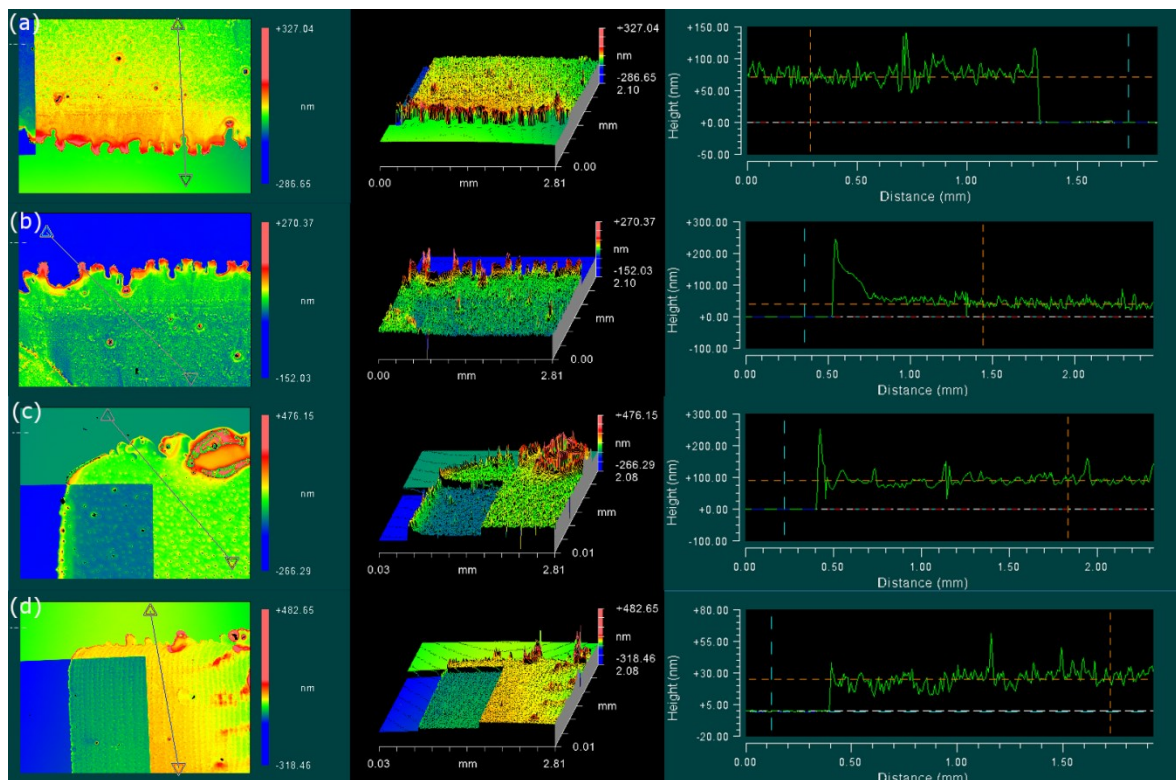 (a)
+327.04
nm
-286.65
+327.04
nm
-286.65
2.10
mm
0.00
0.00 mm 2.81
Height (nm)
+150.00
+100.00
+50.00
+0.00
-50.00
0.00 0.50 1.00 1.50
Distance (mm)
(b)
+270.37
nm
-152.03
+270.37
nm
-152.03
2.10
mm
0.00
0.00 mm 2.81
Height (nm)
+300.00
+200.00
+100.00
+0.00
-100.00
0.00 0.50 1.00 1.50 2.00
Distance (mm)
(c)
+476.15
nm
-266.29
+476.15
nm
-266.29
2.08
mm
0.01
0.03 mm 2.81
Height (nm)
+300.00
+200.00
+100.00
+0.00
-100.00
0.00 0.50 1.00 1.50 2.00
Distance (mm)
(d)
+482.65
nm
-318.46
+482.65
nm
-318.46
2.08
mm
0.01
0.03 mm 2.81
Height (nm)
+80.00
+55.00
+30.00
+5.00
-20.00
0.00 0.50 1.00 1.50
Distance (mm)